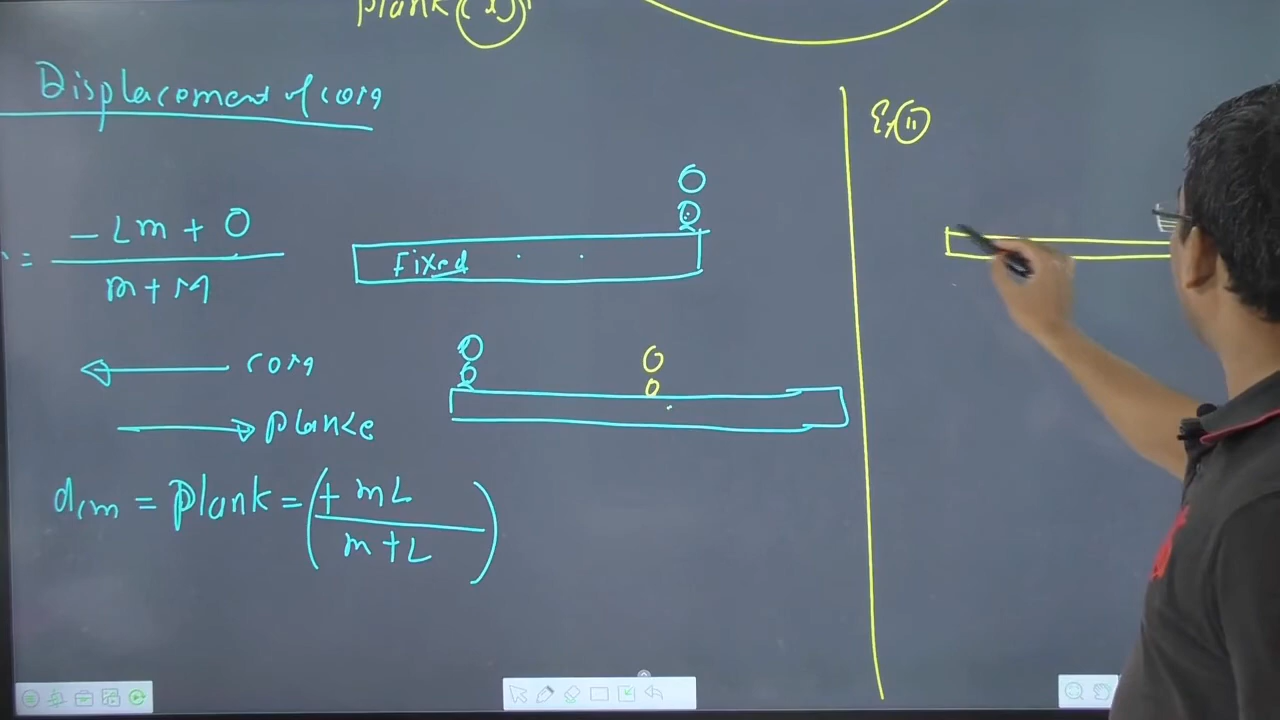 plank (x)
Displacement of com
Ex 11
= -Lm + 0 / m + M
Fixed
← com
→ plank
dcm = plank = (+ mL / m + L)